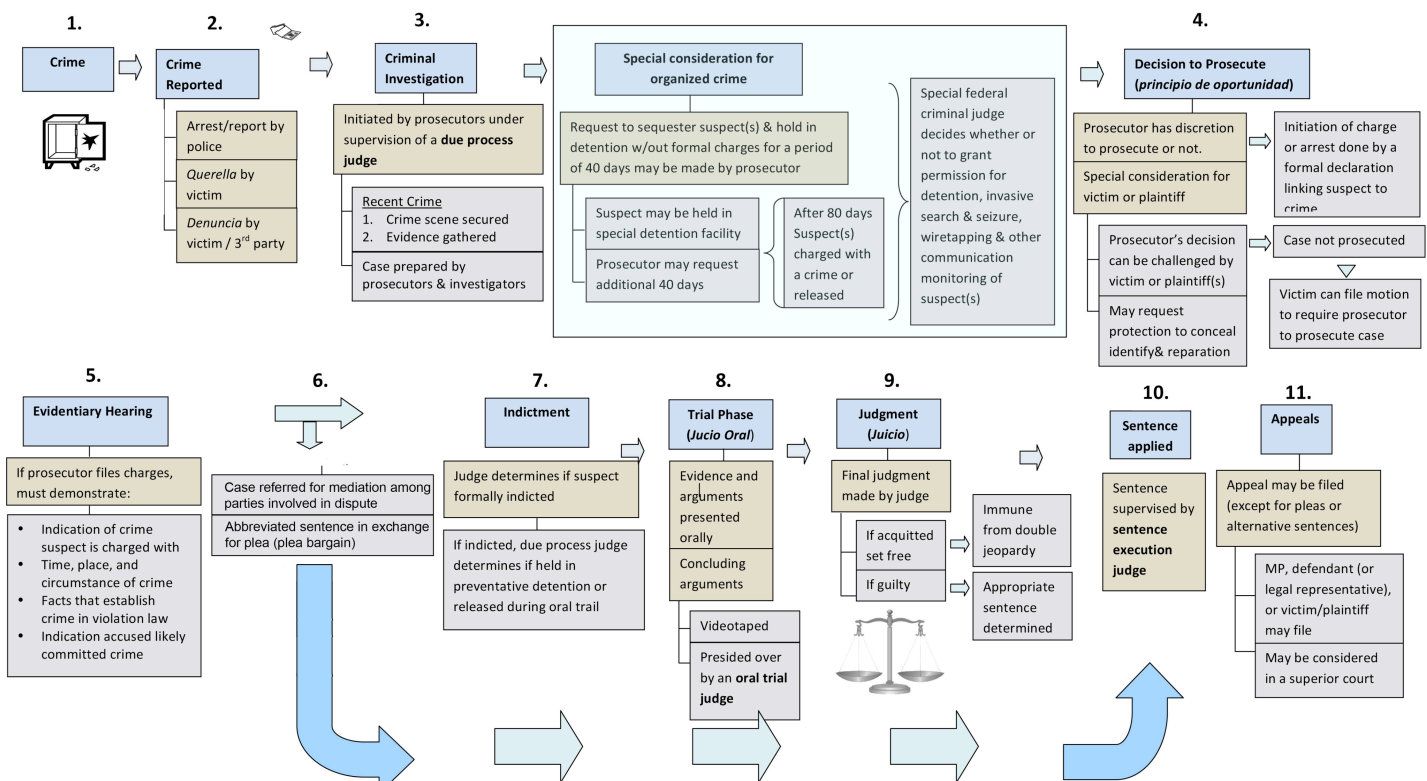 1.
Crime
2.
Crime
Reported
Arrest/report by
police
Querella by
victim
Denuncia by
victim / 3rd party
3.
Criminal
Investigation
Initiated by prosecutors under
supervision of a due process
judge
Recent Crime
1. Crime scene secured
2. Evidence gathered
Case prepared by
prosecutors & investigators
Special consideration for
organized crime
Request to sequester suspect(s) & hold in
detention w/out formal charges for a period
of 40 days may be made by prosecutor
Suspect may be held in
special detention facility
Prosecutor may request
additional 40 days
After 80 days
Suspect(s)
charged with
a crime or
released
Special federal
criminal judge
decides whether or
not to grant
permission for
detention, invasive
search & seizure,
wiretapping & other
communication
monitoring of
suspect(s)
4.
Decision to Prosecute
(principio de oportunidad)
Prosecutor has discretion
to prosecute or not.
Special consideration for
victim or plaintiff
Prosecutor's decision
can be challenged by
victim or plaintiff(s)
May request
protection to conceal
identify& reparation
Initiation of charge
or arrest done by a
formal declaration
linking suspect to
crime
Case not prosecuted
Victim can file motion
to require prosecutor
to prosecute case
5.
Evidentiary Hearing
If prosecutor files charges,
must demonstrate:
• Indication of crime
suspect is charged with
• Time, place, and
circumstance of crime
• Facts that establish
crime in violation law
• Indication accused likely
committed crime
6.
Case referred for mediation among
parties involved in dispute
Abbreviated sentence in exchange
for plea (plea bargain)
7.
Indictment
Judge determines if suspect
formally indicted
If indicted, due process judge
determines if held in
preventative detention or
released during oral trail
8.
Trial Phase
(Jucio Oral)
Evidence and
arguments
presented
orally
Concluding
arguments
Videotaped
Presided over
by an oral trial
judge
9.
Judgment
(Juicio)
Final judgment
made by judge
If acquitted
set free
If guilty
Immune
from double
jeopardy
Appropriate
sentence
determined
10.
Sentence
applied
Sentence
supervised by
sentence
execution
judge
11.
Appeals
Appeal may be filed
(except for pleas or
alternative sentences)
MP, defendant (or
legal representative),
or victim/plaintiff
may file
May be considered
in a superior court